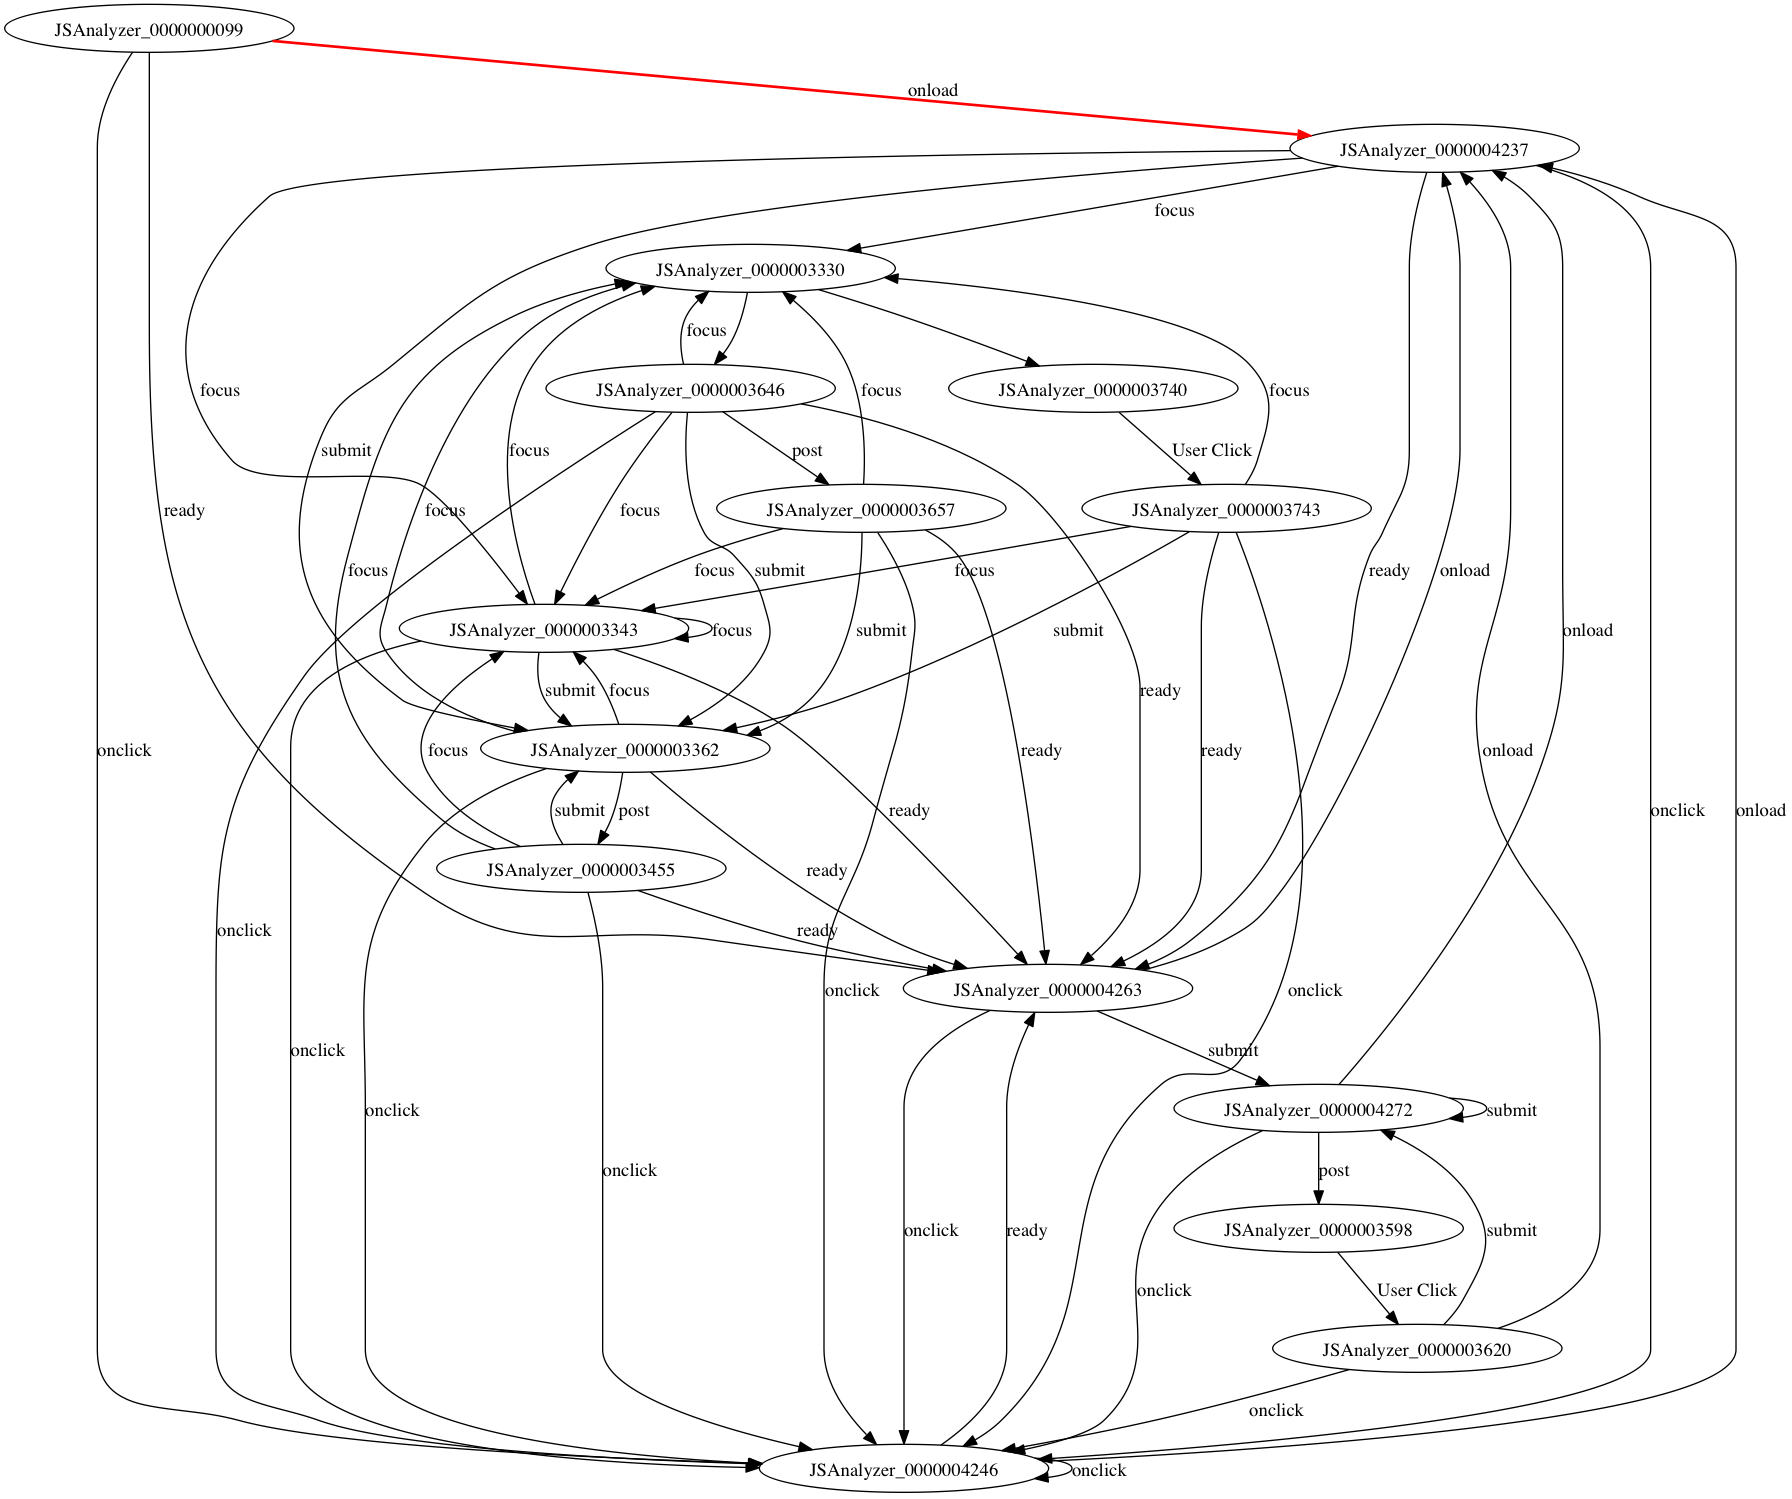 JSAnalyzer_0000000099
onload
JSAnalyzer_0000004237
focus
JSAnalyzer_0000003330
focus
focus
JSAnalyzer_0000003646
JSAnalyzer_0000003740
focus
focus
submit
focus
post
User Click
ready
focus
focus
JSAnalyzer_0000003657
JSAnalyzer_0000003743
focus
focus
submit
focus
ready
onload
JSAnalyzer_0000003343
focus
submit
submit
onload
submit
focus
ready
onclick
focus
JSAnalyzer_0000003362
ready
ready
onload
submit
post
ready
onclick
onload
JSAnalyzer_0000003455
ready
onclick
ready
onclick
JSAnalyzer_0000004263
onclick
onclick
submit
onclick
JSAnalyzer_0000004272
submit
onclick
post
onclick
ready
JSAnalyzer_0000003598
submit
onclick
User Click
JSAnalyzer_0000003620
onclick
JSAnalyzer_0000004246
onclick